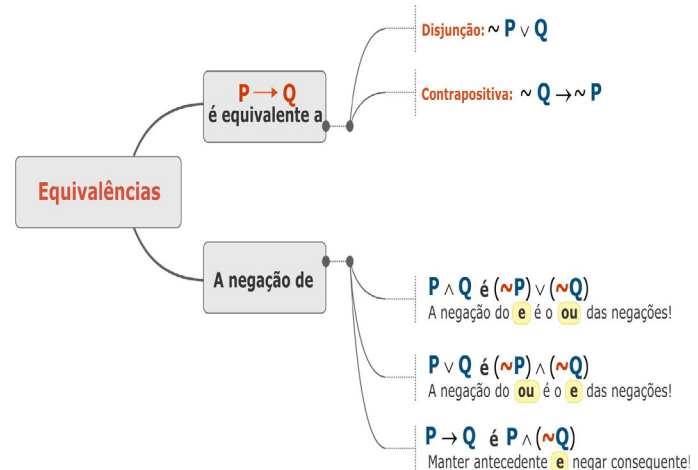 Disjunção: ~ P ∨ Q
P → Q
é equivalente a
Contrapositiva: ~ Q →~ P
Equivalências
A negação de
P ∧ Q é (~P) ∨ (~Q)
A negação do e é o ou das negações!
P ∨ Q é (~P) ∧ (~Q)
A negação do ou é o e das negações!
P → Q é P ∧ (~Q)
Manter antecedente e negar consequente!